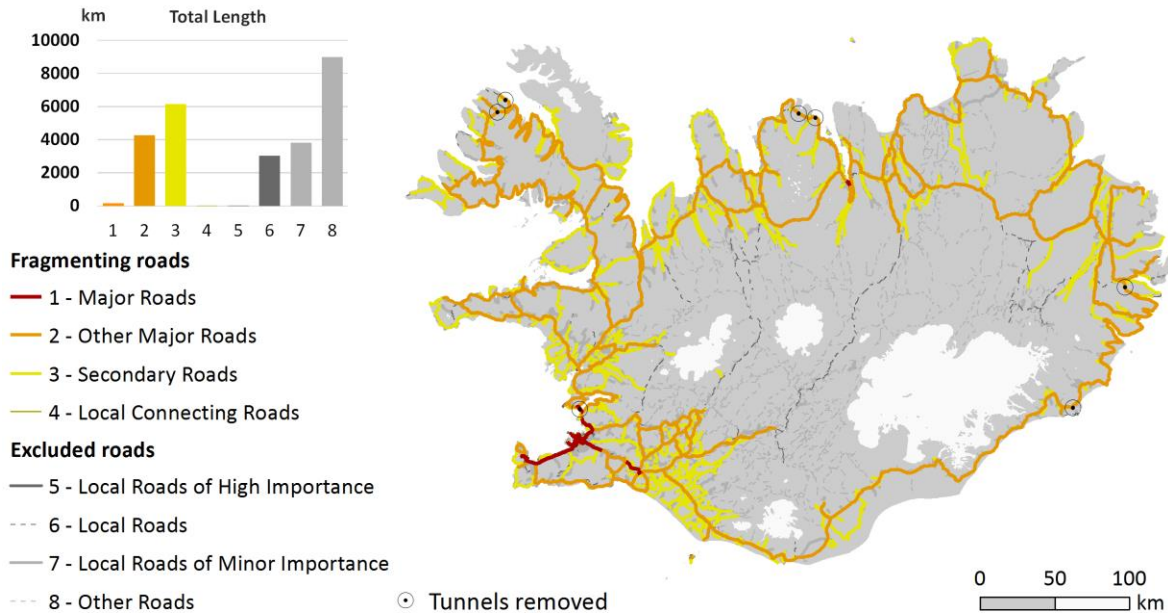 km Total Length
10000
8000
6000
4000
2000
0
1 2 3 4 5 6 7 8
Fragmenting roads
1 - Major Roads
2 - Other Major Roads
3 - Secondary Roads
4 - Local Connecting Roads
Excluded roads
5 - Local Roads of High Importance
6 - Local Roads
7 - Local Roads of Minor Importance
8 - Other Roads
Tunnels removed
0 50 100
km